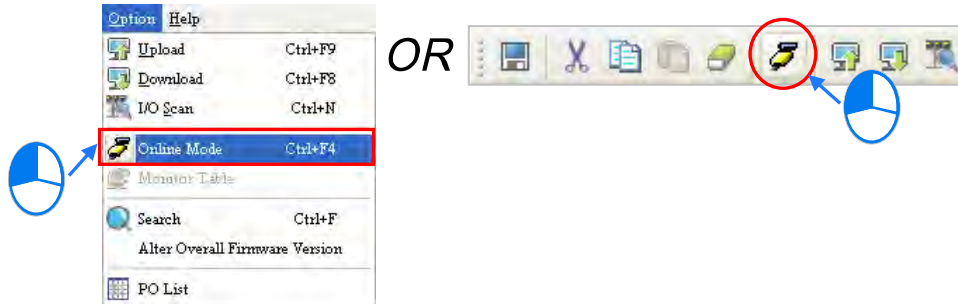 Option Help
Upload Ctrl+F9
Download Ctrl+F8
I/O Scan Ctrl+N
Online Mode Ctrl+F4
Monitor Table
Search Ctrl+F
Alter Overall Firmware Version
PO List
OR